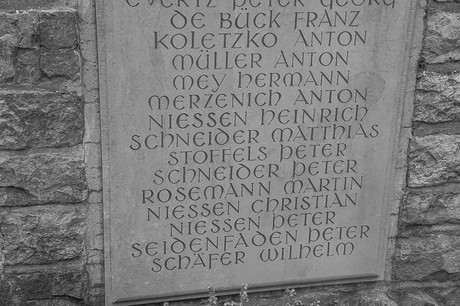 EVERTZ PETER GEORG
DE BÜCK FRANZ
KOLETZKO ANTON
MÜLLER ANTON
MEY HERMANN
MERZENICH ANTON
NIESSEN HEINRICH
SCHNEIDER MATTHIAS
STOFFELS PETER
SCHNEIDER PETER
ROSEMANN MARTIN
NIESSEN CHRISTIAN
NIESSEN PETER
SEIDENFADEN PETER
SCHÄFER WILHELM